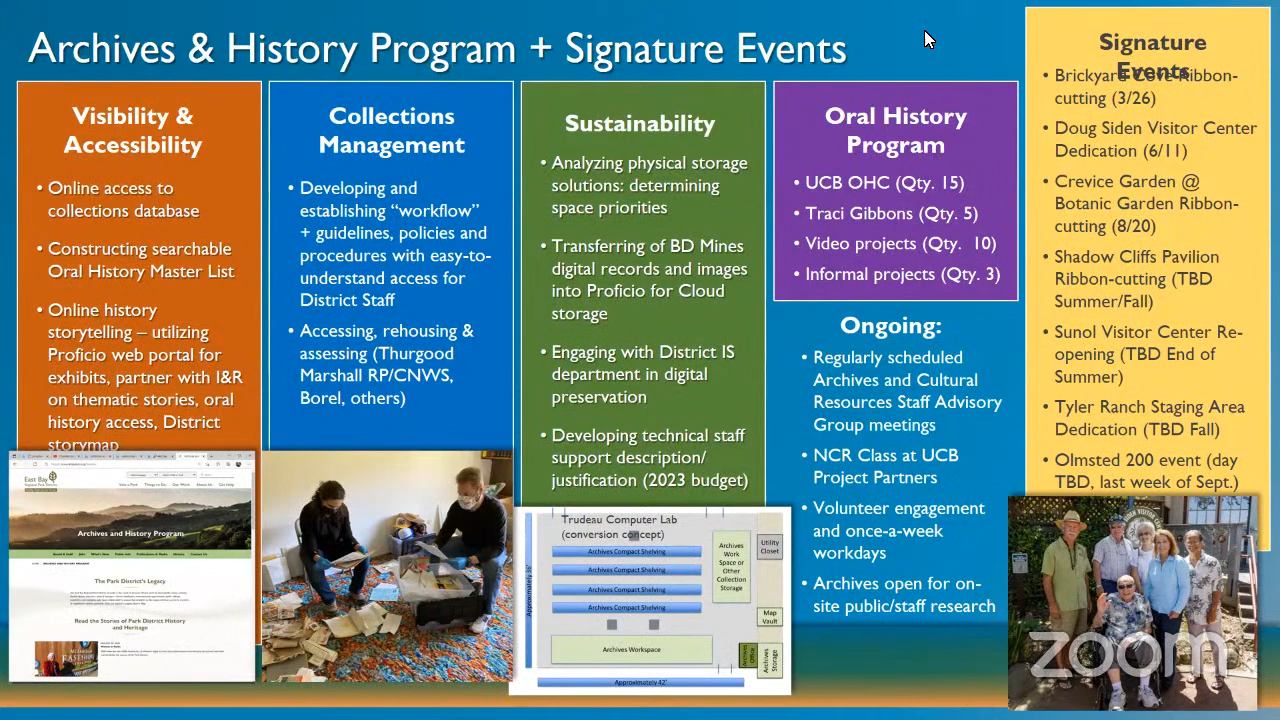 Archives & History Program + Signature Events
Visibility &
Accessibility
• Online access to
collections database
• Constructing searchable
Oral History Master List
• Online history
storytelling – utilizing
Proficio web portal for
exhibits, partner with I&R
on thematic stories, oral
history access, District
storymap
Collections
Management
• Developing and
establishing “workflow”
+ guidelines, policies and
procedures with easy-to-
understand access for
District Staff
• Accessing, rehousing &
assessing (Thurgood
Marshall RP/CNWS,
Borel, others)
Sustainability
• Analyzing physical storage
solutions: determining
space priorities
• Transferring of BD Mines
digital records and images
into Proficio for Cloud
storage
• Engaging with District IS
department in digital
preservation
• Developing technical staff
support description/
justification (2023 budget)
Oral History
Program
• UCB OHC (Qty. 15)
• Traci Gibbons (Qty. 5)
• Video projects (Qty. 10)
• Informal projects (Qty. 3)
Ongoing:
• Regularly scheduled
Archives and Cultural
Resources Staff Advisory
Group meetings
• NCR Class at UCB
Project Partners
• Volunteer engagement
and once-a-week
workdays
• Archives open for on-
site public/staff research
Signature
Events
• Brickyard Cove Ribbon-
cutting (3/26)
• Doug Siden Visitor Center
Dedication (6/11)
• Crevice Garden @
Botanic Garden Ribbon-
cutting (8/20)
• Shadow Cliffs Pavilion
Ribbon-cutting (TBD
Summer/Fall)
• Sunol Visitor Center Re-
opening (TBD End of
Summer)
• Tyler Ranch Staging Area
Dedication (TBD Fall)
• Olmsted 200 event (day
TBD, last week of Sept.)
East Bay
Archives and History Program
The Park District's Legacy
Read the Stories of Park District History
and Heritage
Trudeau Computer Lab
(conversion concept)
Archives Compact Shelving
Archives Compact Shelving
Archives Compact Shelving
Archives Compact Shelving
Archives
Work
Space or
Other
Collection
Storage
Utility
Closet
Map
Vault
Archives Workspace
Archives
Office
Archives
Storage
Approximately 36'
Approximately 42'
zoom